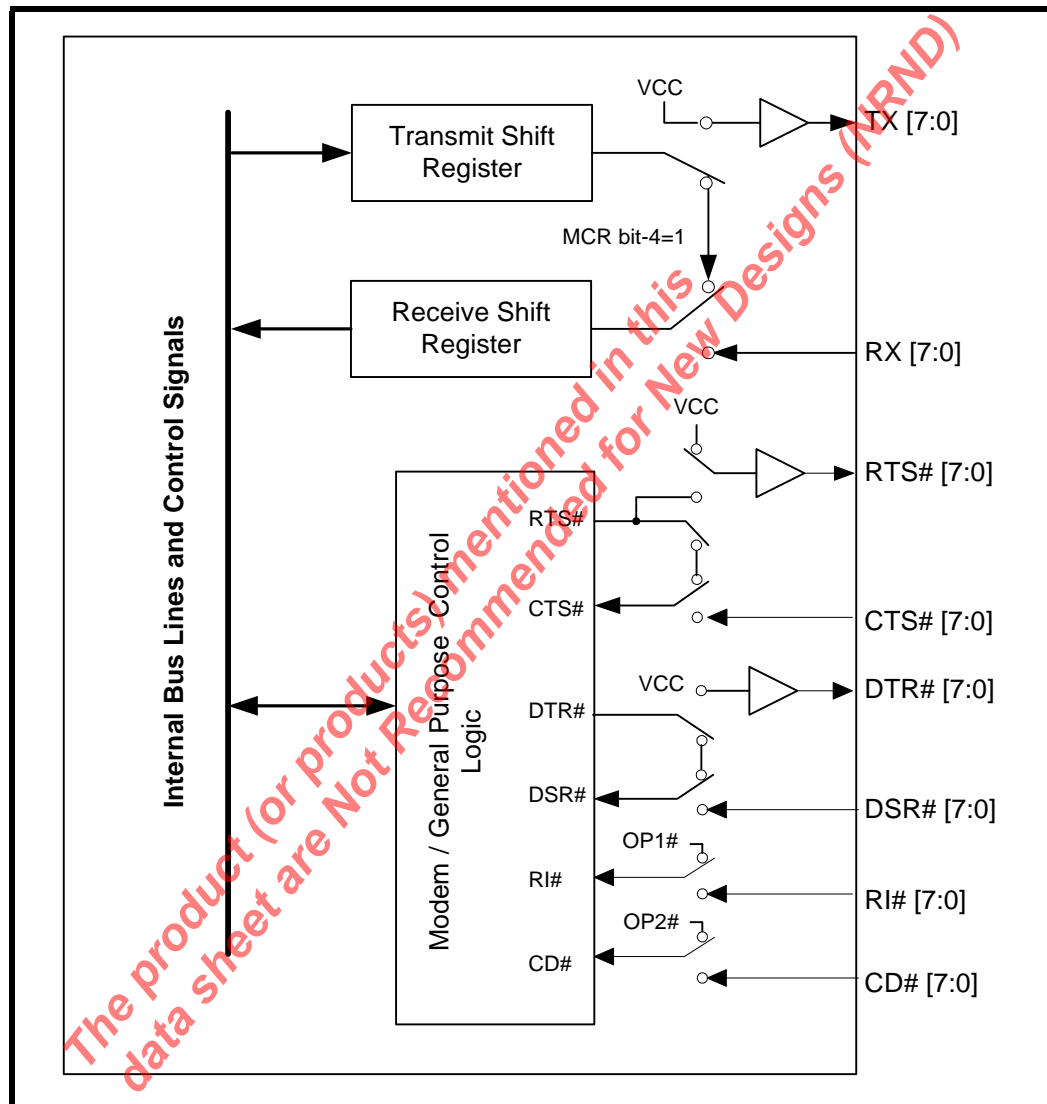 VCC
TX [7:0]
Transmit Shift
Register
MCR bit-4=1
Receive Shift
Register
RX [7:0]
VCC
RTS# [7:0]
RTS#
CTS#
CTS# [7:0]
VCC
DTR# [7:0]
DTR#
DSR#
DSR# [7:0]
OP1#
RI#
RI# [7:0]
OP2#
CD#
CD# [7:0]
Internal Bus Lines and Control Signals
Modem / General Purpose Control
Logic
The product (or products) mentioned in this
data sheet are Not Recommended for New Designs (NRND)